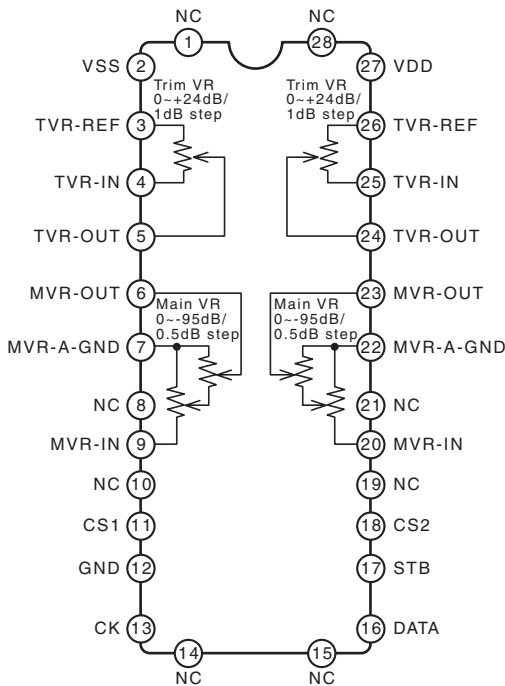 NC NC
1 28
VSS 2 27 VDD
Trim VR Trim VR
0~+24dB/ 0~+24dB/
1dB step 1dB step
TVR-REF 3 26 TVR-REF
TVR-IN 4 25 TVR-IN
TVR-OUT 5 24 TVR-OUT
MVR-OUT 6 23 MVR-OUT
Main VR Main VR
0~-95dB/ 0~-95dB/
0.5dB step 0.5dB step
MVR-A-GND 7 22 MVR-A-GND
NC 8 21 NC
MVR-IN 9 20 MVR-IN
NC 10 19 NC
CS1 11 18 CS2
GND 12 17 STB
CK 13 16 DATA
14 15
NC NC